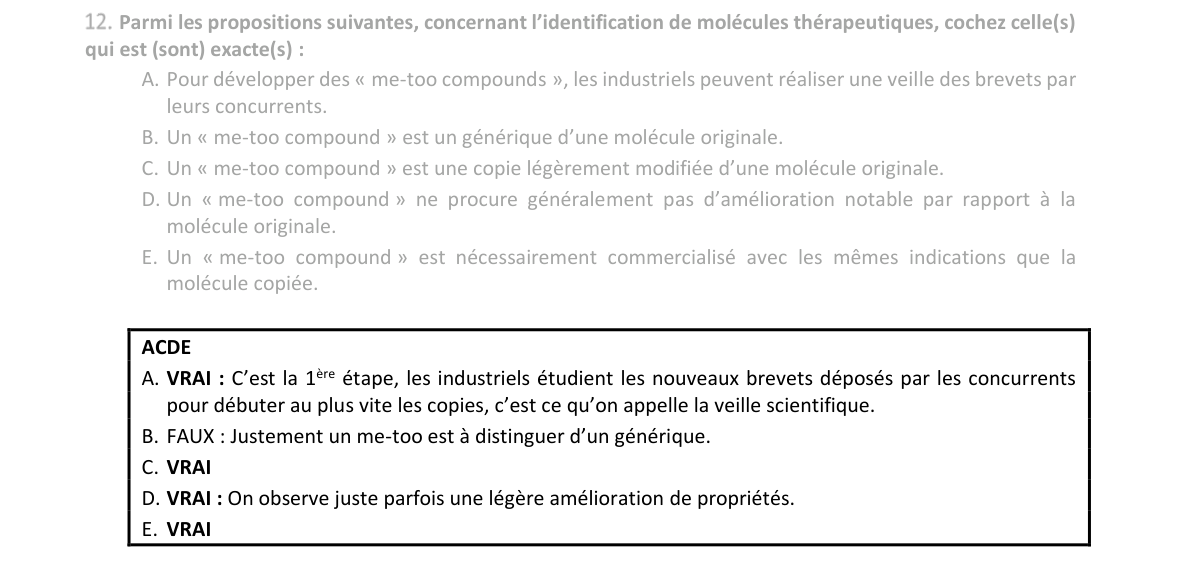 12. Parmi les propositions suivantes, concernant l’identification de molécules thérapeutiques, cochez celle(s)
qui est (sont) exacte(s) :
A. Pour développer des « me-too compounds », les industriels peuvent réaliser une veille des brevets par
leurs concurrents.
B. Un « me-too compound » est un générique d’une molécule originale.
C. Un « me-too compound » est une copie légèrement modifiée d’une molécule originale.
D. Un « me-too compound » ne procure généralement pas d’amélioration notable par rapport à la
molécule originale.
E. Un « me-too compound » est nécessairement commercialisé avec les mêmes indications que la
molécule copiée.
ACDE
A. VRAI : C’est la 1ère étape, les industriels étudient les nouveaux brevets déposés par les concurrents
pour débuter au plus vite les copies, c’est ce qu’on appelle la veille scientifique.
B. FAUX : Justement un me-too est à distinguer d’un générique.
C. VRAI
D. VRAI : On observe juste parfois une légère amélioration de propriétés.
E. VRAI